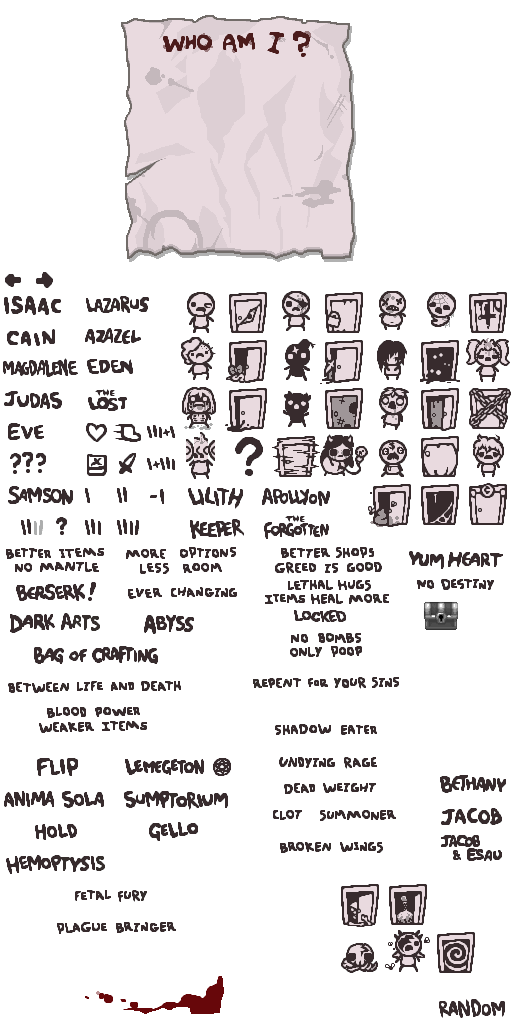 WHO AM I ?
ISAAC LAZARUS
CAIN AZAZEL
MAGDALENE EDEN
JUDAS THE LOST
EVE
??? ?
SAMSON LILITH APOLLYON
? KEEPER THE FORGOTTEN
BETTER ITEMS
NO MANTLE
MORE OPTIONS
LESS ROOM
BETTER SHOPS
GREED IS GOOD
YUM HEART
BERSERK!
EVER CHANGING
LETHAL HUGS
ITEMS HEAL MORE
NO DESTINY
DARK ARTS
ABYSS
LOCKED
NO BOMBS
ONLY POOP
BAG OF CRAFTING
BETWEEN LIFE AND DEATH
REPENT FOR YOUR SINS
BLOOD POWER
WEAKER ITEMS
SHADOW EATER
FLIP
LEMEGETON
UNDYING RAGE
DEAD WEIGHT
BETHANY
ANIMA SOLA
SUMPTORIUM
CLOT SUMMONER
JACOB
HOLD
GELLO
BROKEN WINGS
JACOB
& ESAU
HEMOPTYSIS
FETAL FURY
PLAGUE BRINGER
RANDOM